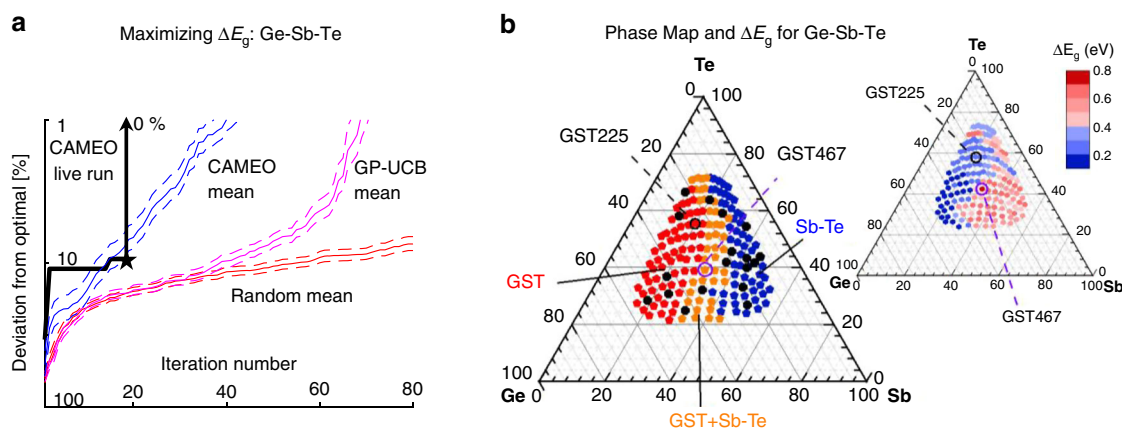 a
Maximizing ΔEg: Ge-Sb-Te
Deviation from optimal [%]
1
10
100
CAMEO
live run
0 %
CAMEO
mean
GP-UCB
mean
Random mean
Iteration number
20
40
60
80
b
Phase Map and ΔEg for Ge-Sb-Te
Te
0
100
GST225
20
80
GST467
40
60
Sb-Te
60
40
GST
80
20
100
0
Ge
0
20
40
60
80
100
Sb
GST+Sb-Te
Te
0
100
GST225
20
80
40
60
60
40
80
20
100
0
Ge
0
20
40
60
80
100
Sb
GST467
ΔEg (eV)
0.8
0.6
0.4
0.2